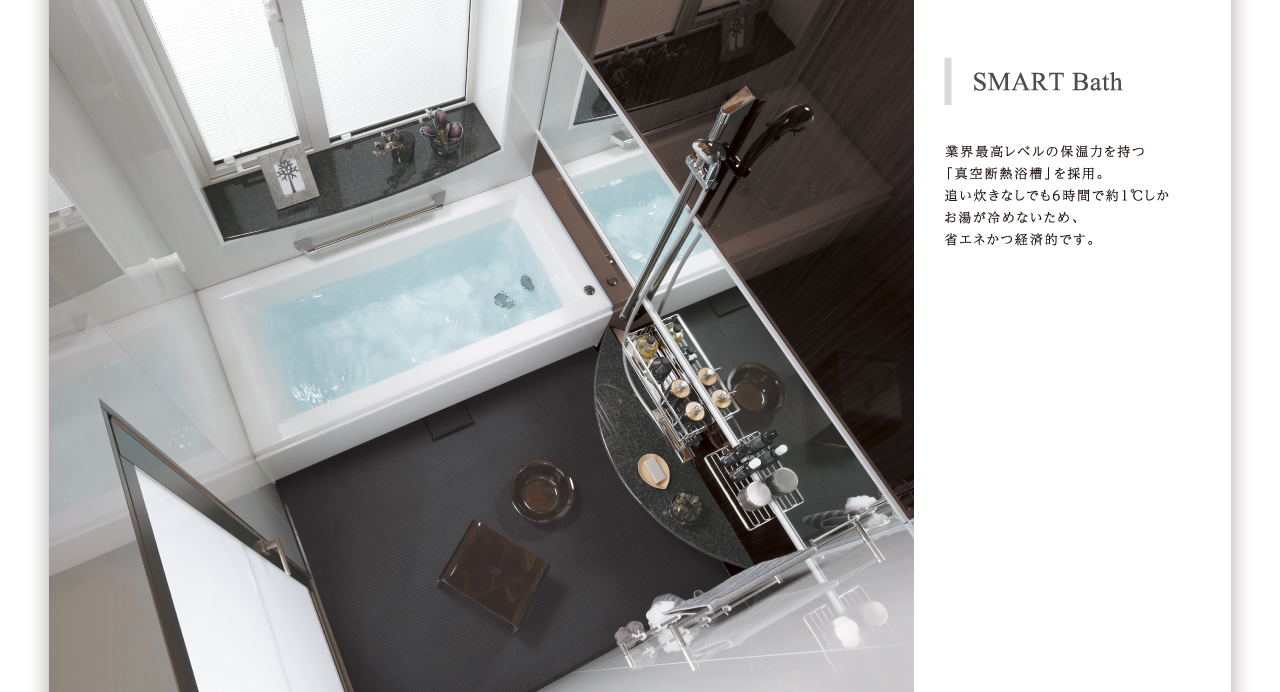 SMART Bath
業界最高レベルの保温力を持つ
「真空断熱浴槽」を採用。
追い炊きなしでも6時間で約1℃しか
お湯が冷めないため、
省エネかつ経済的です。